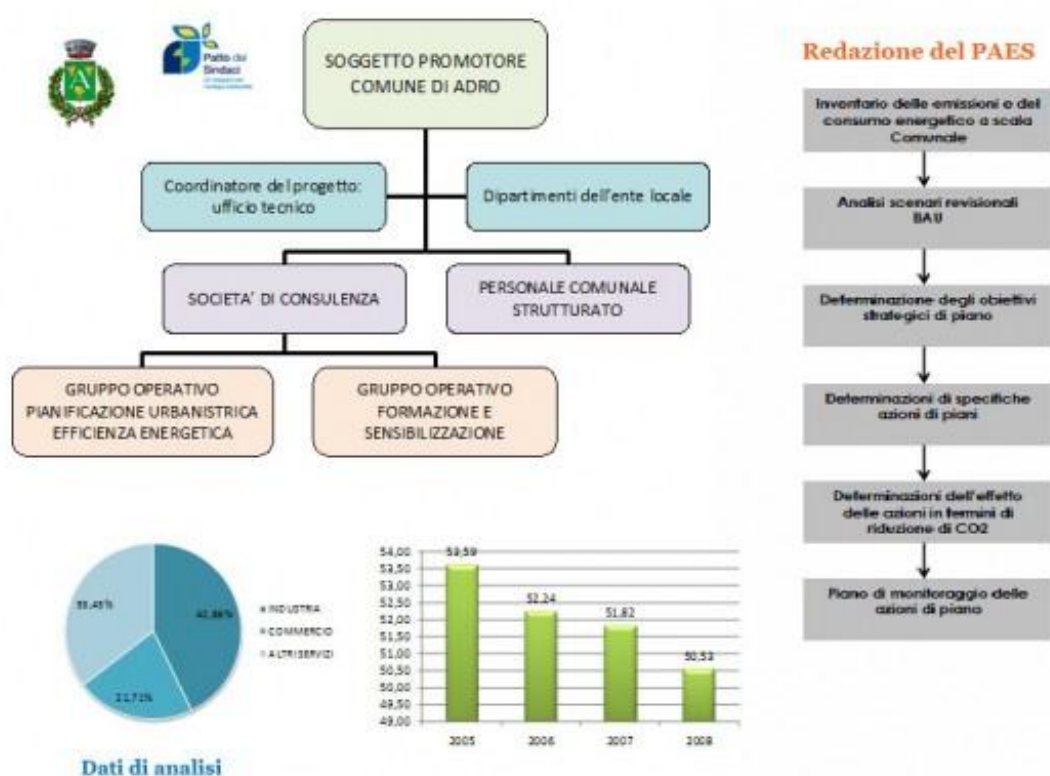 Patto dei
Sindaci
SOGGETTO PROMOTORE
COMUNE DI ADRO
Coordinatore del progetto:
ufficio tecnico
Dipartimenti dell'ente locale
SOCIETA' DI CONSULENZA
PERSONALE COMUNALE
STRUTTURATO
GRUPPO OPERATIVO
PIANIFICAZIONE URBANISTRICA
EFFICIENZA ENERGETICA
GRUPPO OPERATIVO
FORMAZIONE E
SENSIBILIZZAZIONE
Redazione del PAES
Inventario delle emissioni e del
consumo energetico a scala
Comunale
Analisi scenari revisionali
BAU
Determinazione degli obiettivi
strategici di piano
Determinazioni di specifiche
azioni di piani
Determinazioni dell'effetto
delle azioni in termini di
riduzione di CO2
Piano di monitoraggio delle
azioni di piano
21,71%
INDUSTRIA
COMMERCIO
ALTRI SERVIZI
Dati di analisi
54,00
53,50
53,00
52,50
52,00
51,50
51,00
50,50
50,00
49,50
49,00
53,59
52,24
51,82
50,53
2005
2006
2007
2008